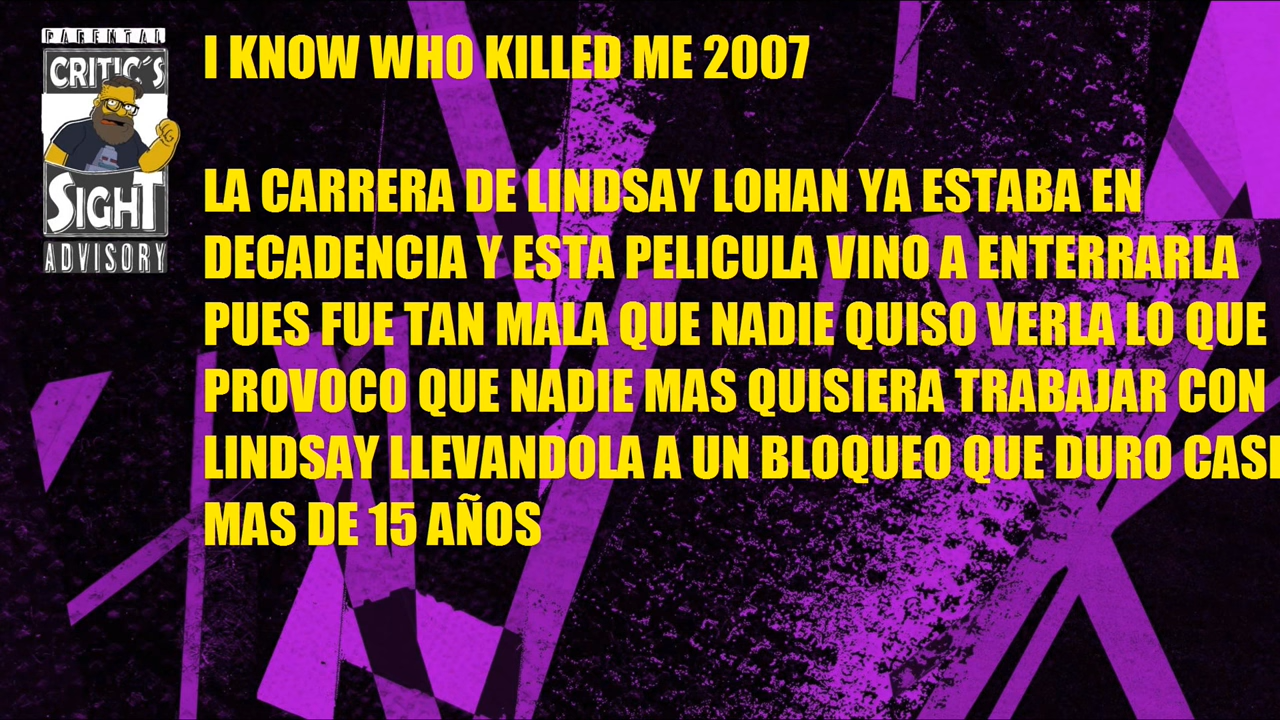 PARENTAL
CRITIC´S
SIGHT
ADVISORY
I KNOW WHO KILLED ME 2007
LA CARRERA DE LINDSAY LOHAN YA ESTABA EN
DECADENCIA Y ESTA PELICULA VINO A ENTERRARLA
PUES FUE TAN MALA QUE NADIE QUISO VERLA LO QUE
PROVOCO QUE NADIE MAS QUISIERA TRABAJAR CON
LINDSAY LLEVANDOLA A UN BLOQUEO QUE DURO CASI
MAS DE 15 AÑOS